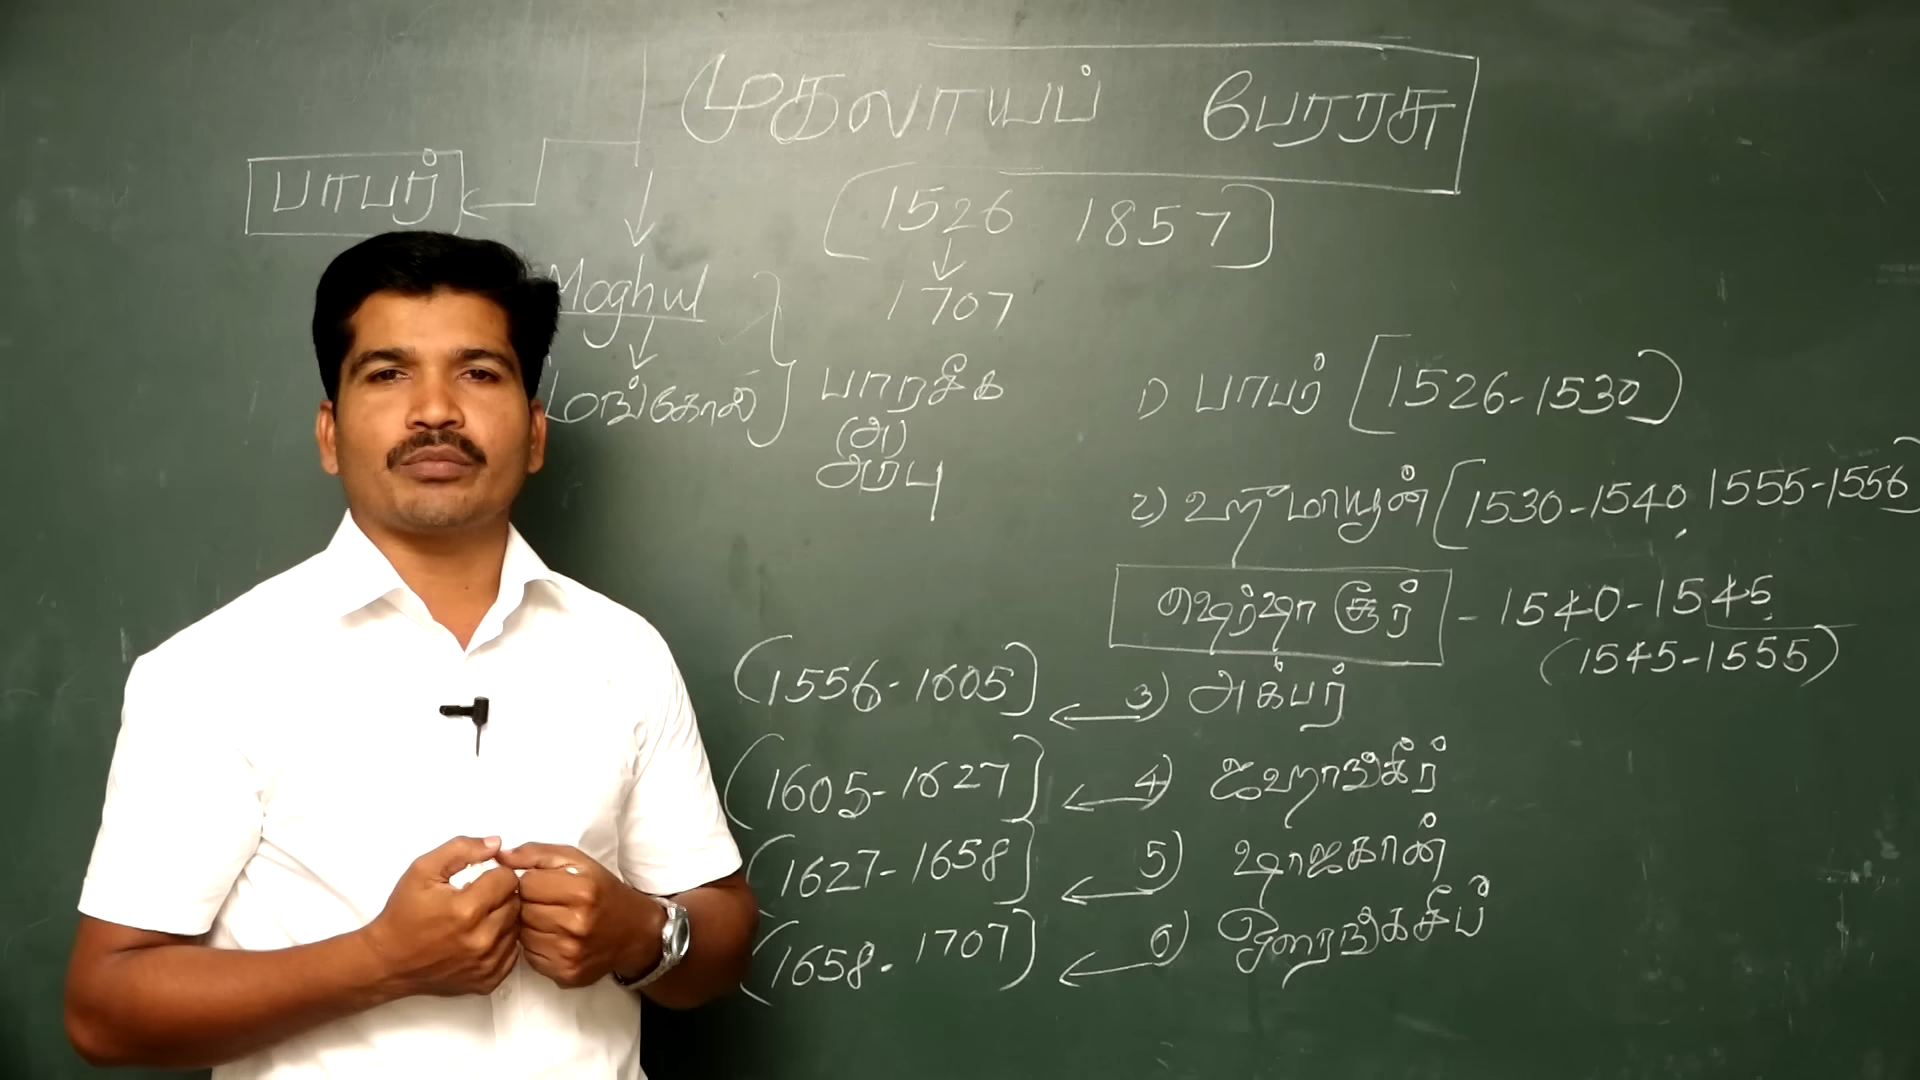 முகலாயப் பேரரசு
(1526 1857)
1707
பாபர்
Moghul
மங்கோல்
பாரசீக
(அ)
அரபு
1) பாபர் [1526-1530)
2) உமாயூன் [1530-1540, 1555-1556)
ஷெர்ஷா சூர் - 1540-1545
(1545-1555)
3) அக்பர் (1556-1605)
4) ஜஹாங்கீர் (1605-1627)
5) ஷாஜகான் (1627-1658)
6) ஔரங்கசீப் (1658-1707)